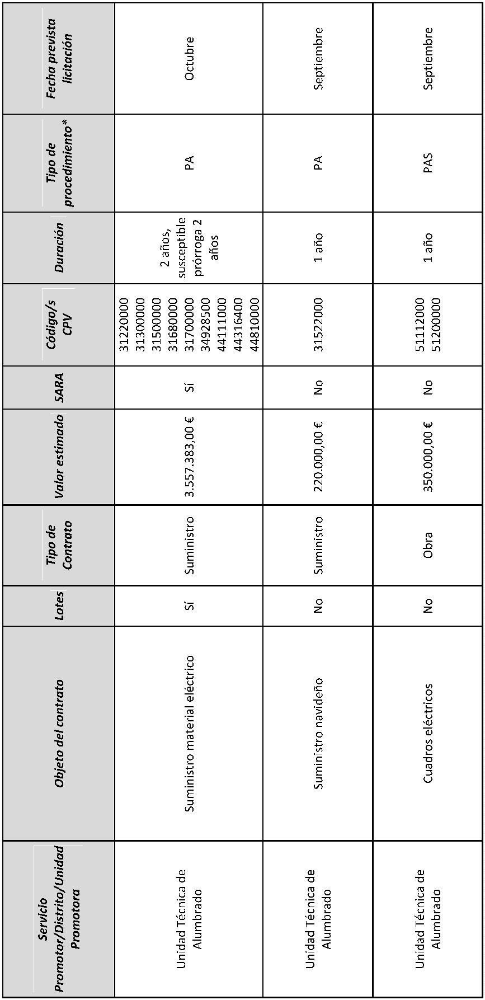 Servicio
Promotor/Distrito/Unidad
Promotora
Objeto del contrato
Lotes
Tipo de
Contrato
Valor estimado
SARA
Código/s
CPV
Duración
Tipo de
procedimiento*
Fecha prevista
licitación
Unidad Técnica de
Alumbrado
Suministro material eléctrico
Sí
Suministro
3.557.383,00 €
Sí
31220000
31300000
31500000
31680000
31700000
34928500
44111000
44316400
44810000
2 años,
susceptible
prórroga 2
años
PA
Octubre
Unidad Técnica de
Alumbrado
Suministro navideño
No
Suministro
220.000,00 €
No
31522000
1 año
PA
Septiembre
Unidad Técnica de
Alumbrado
Cuadros eléctricos
No
Obra
350.000,00 €
No
51112000
51200000
1 año
PAS
Septiembre